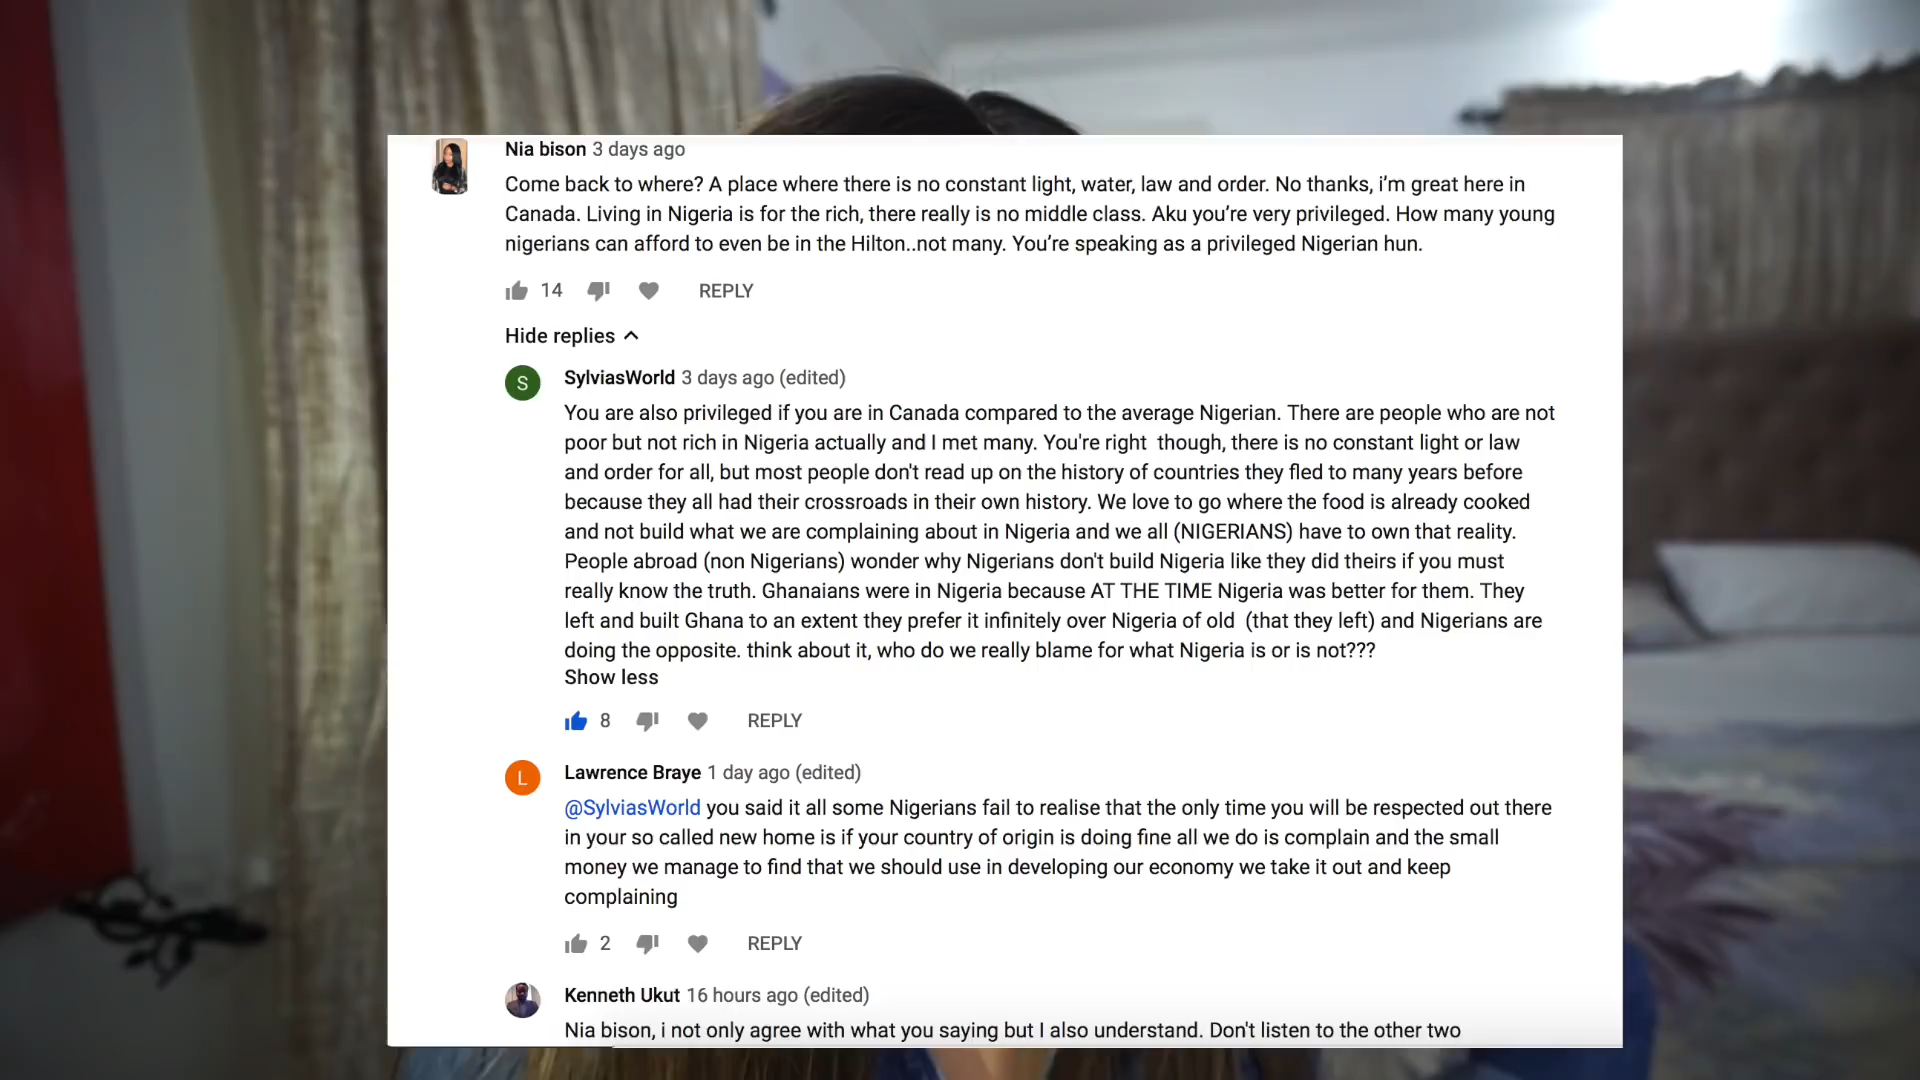 Nia bison 3 days ago
Come back to where? A place where there is no constant light, water, law and order. No thanks, i’m great here in
Canada. Living in Nigeria is for the rich, there really is no middle class. Aku you’re very privileged. How many young
nigerians can afford to even be in the Hilton..not many. You’re speaking as a privileged Nigerian hun.
14 REPLY
Hide replies
S
SylviasWorld 3 days ago (edited)
You are also privileged if you are in Canada compared to the average Nigerian. There are people who are not
poor but not rich in Nigeria actually and I met many. You're right  though, there is no constant light or law
and order for all, but most people don't read up on the history of countries they fled to many years before
because they all had their crossroads in their own history. We love to go where the food is already cooked
and not build what we are complaining about in Nigeria and we all (NIGERIANS) have to own that reality.
People abroad (non Nigerians) wonder why Nigerians don't build Nigeria like they did theirs if you must
really know the truth. Ghanaians were in Nigeria because AT THE TIME Nigeria was better for them. They
left and built Ghana to an extent they prefer it infinitely over Nigeria of old  (that they left) and Nigerians are
doing the opposite. think about it, who do we really blame for what Nigeria is or is not???
Show less
8 REPLY
L
Lawrence Braye 1 day ago (edited)
@SylviasWorld you said it all some Nigerians fail to realise that the only time you will be respected out there
in your so called new home is if your country of origin is doing fine all we do is complain and the small
money we manage to find that we should use in developing our economy we take it out and keep
complaining
2 REPLY
Kenneth Ukut 16 hours ago (edited)
Nia bison, i not only agree with what you saying but I also understand. Don't listen to the other two